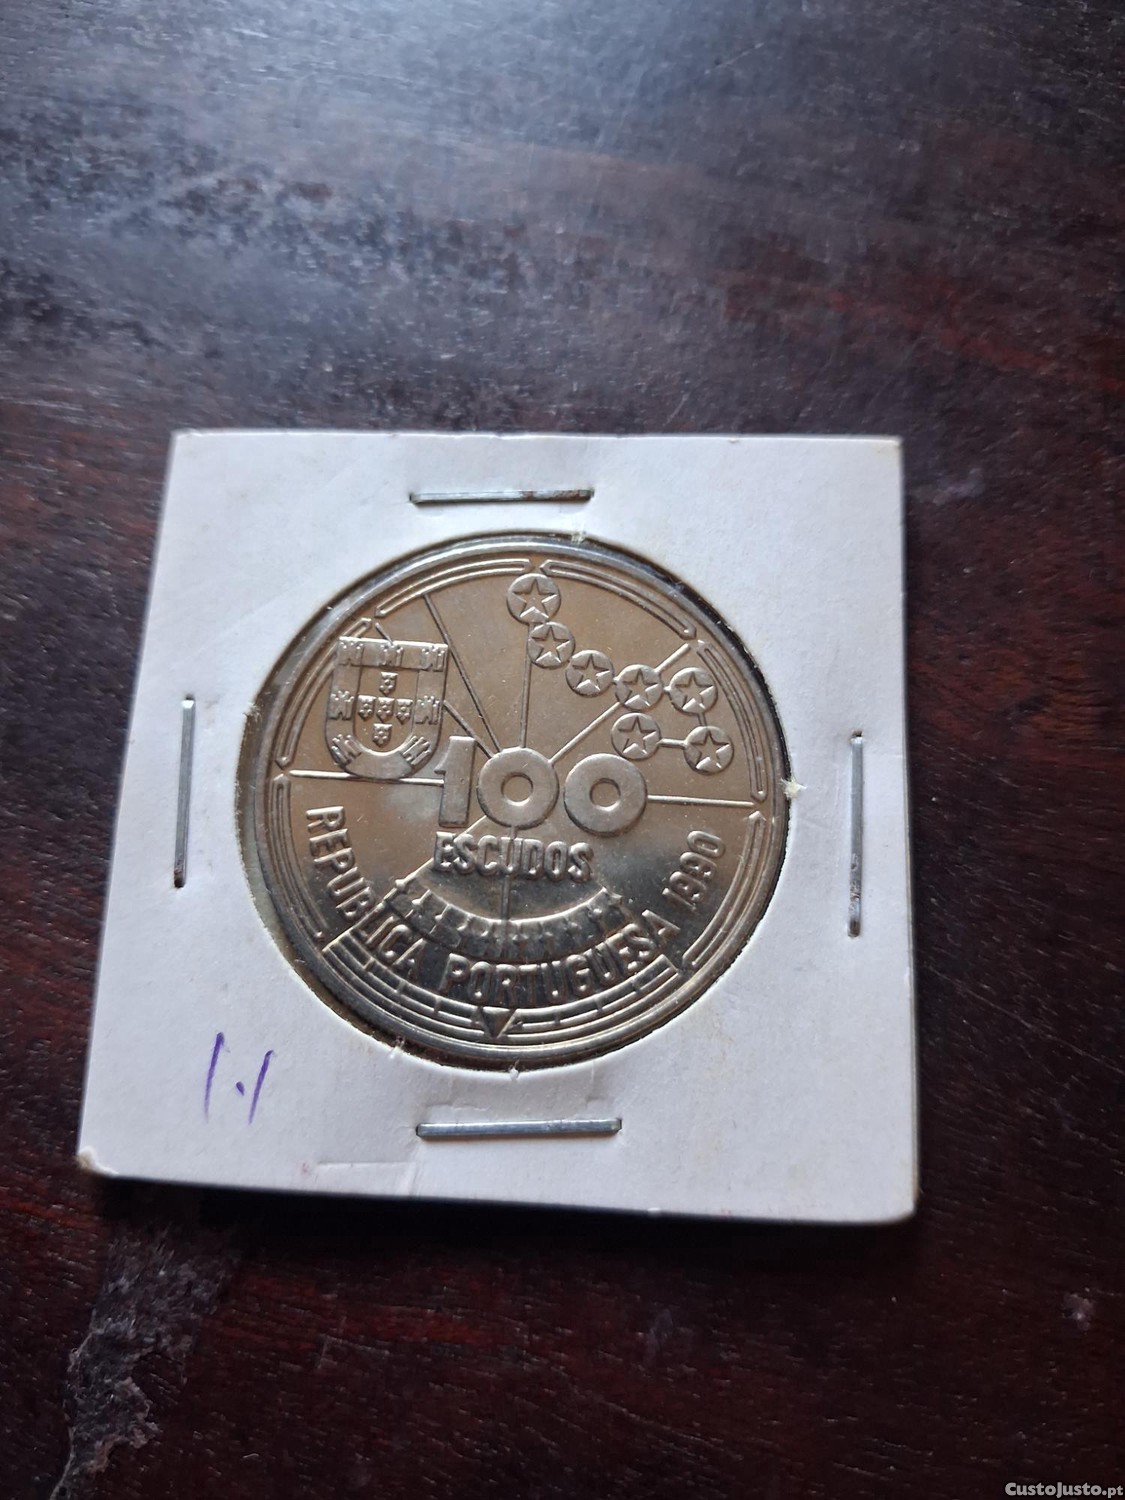 100
ESCUDOS
REPUBLICA PORTUGUESA 1990
1.1
CustoJusto.pt